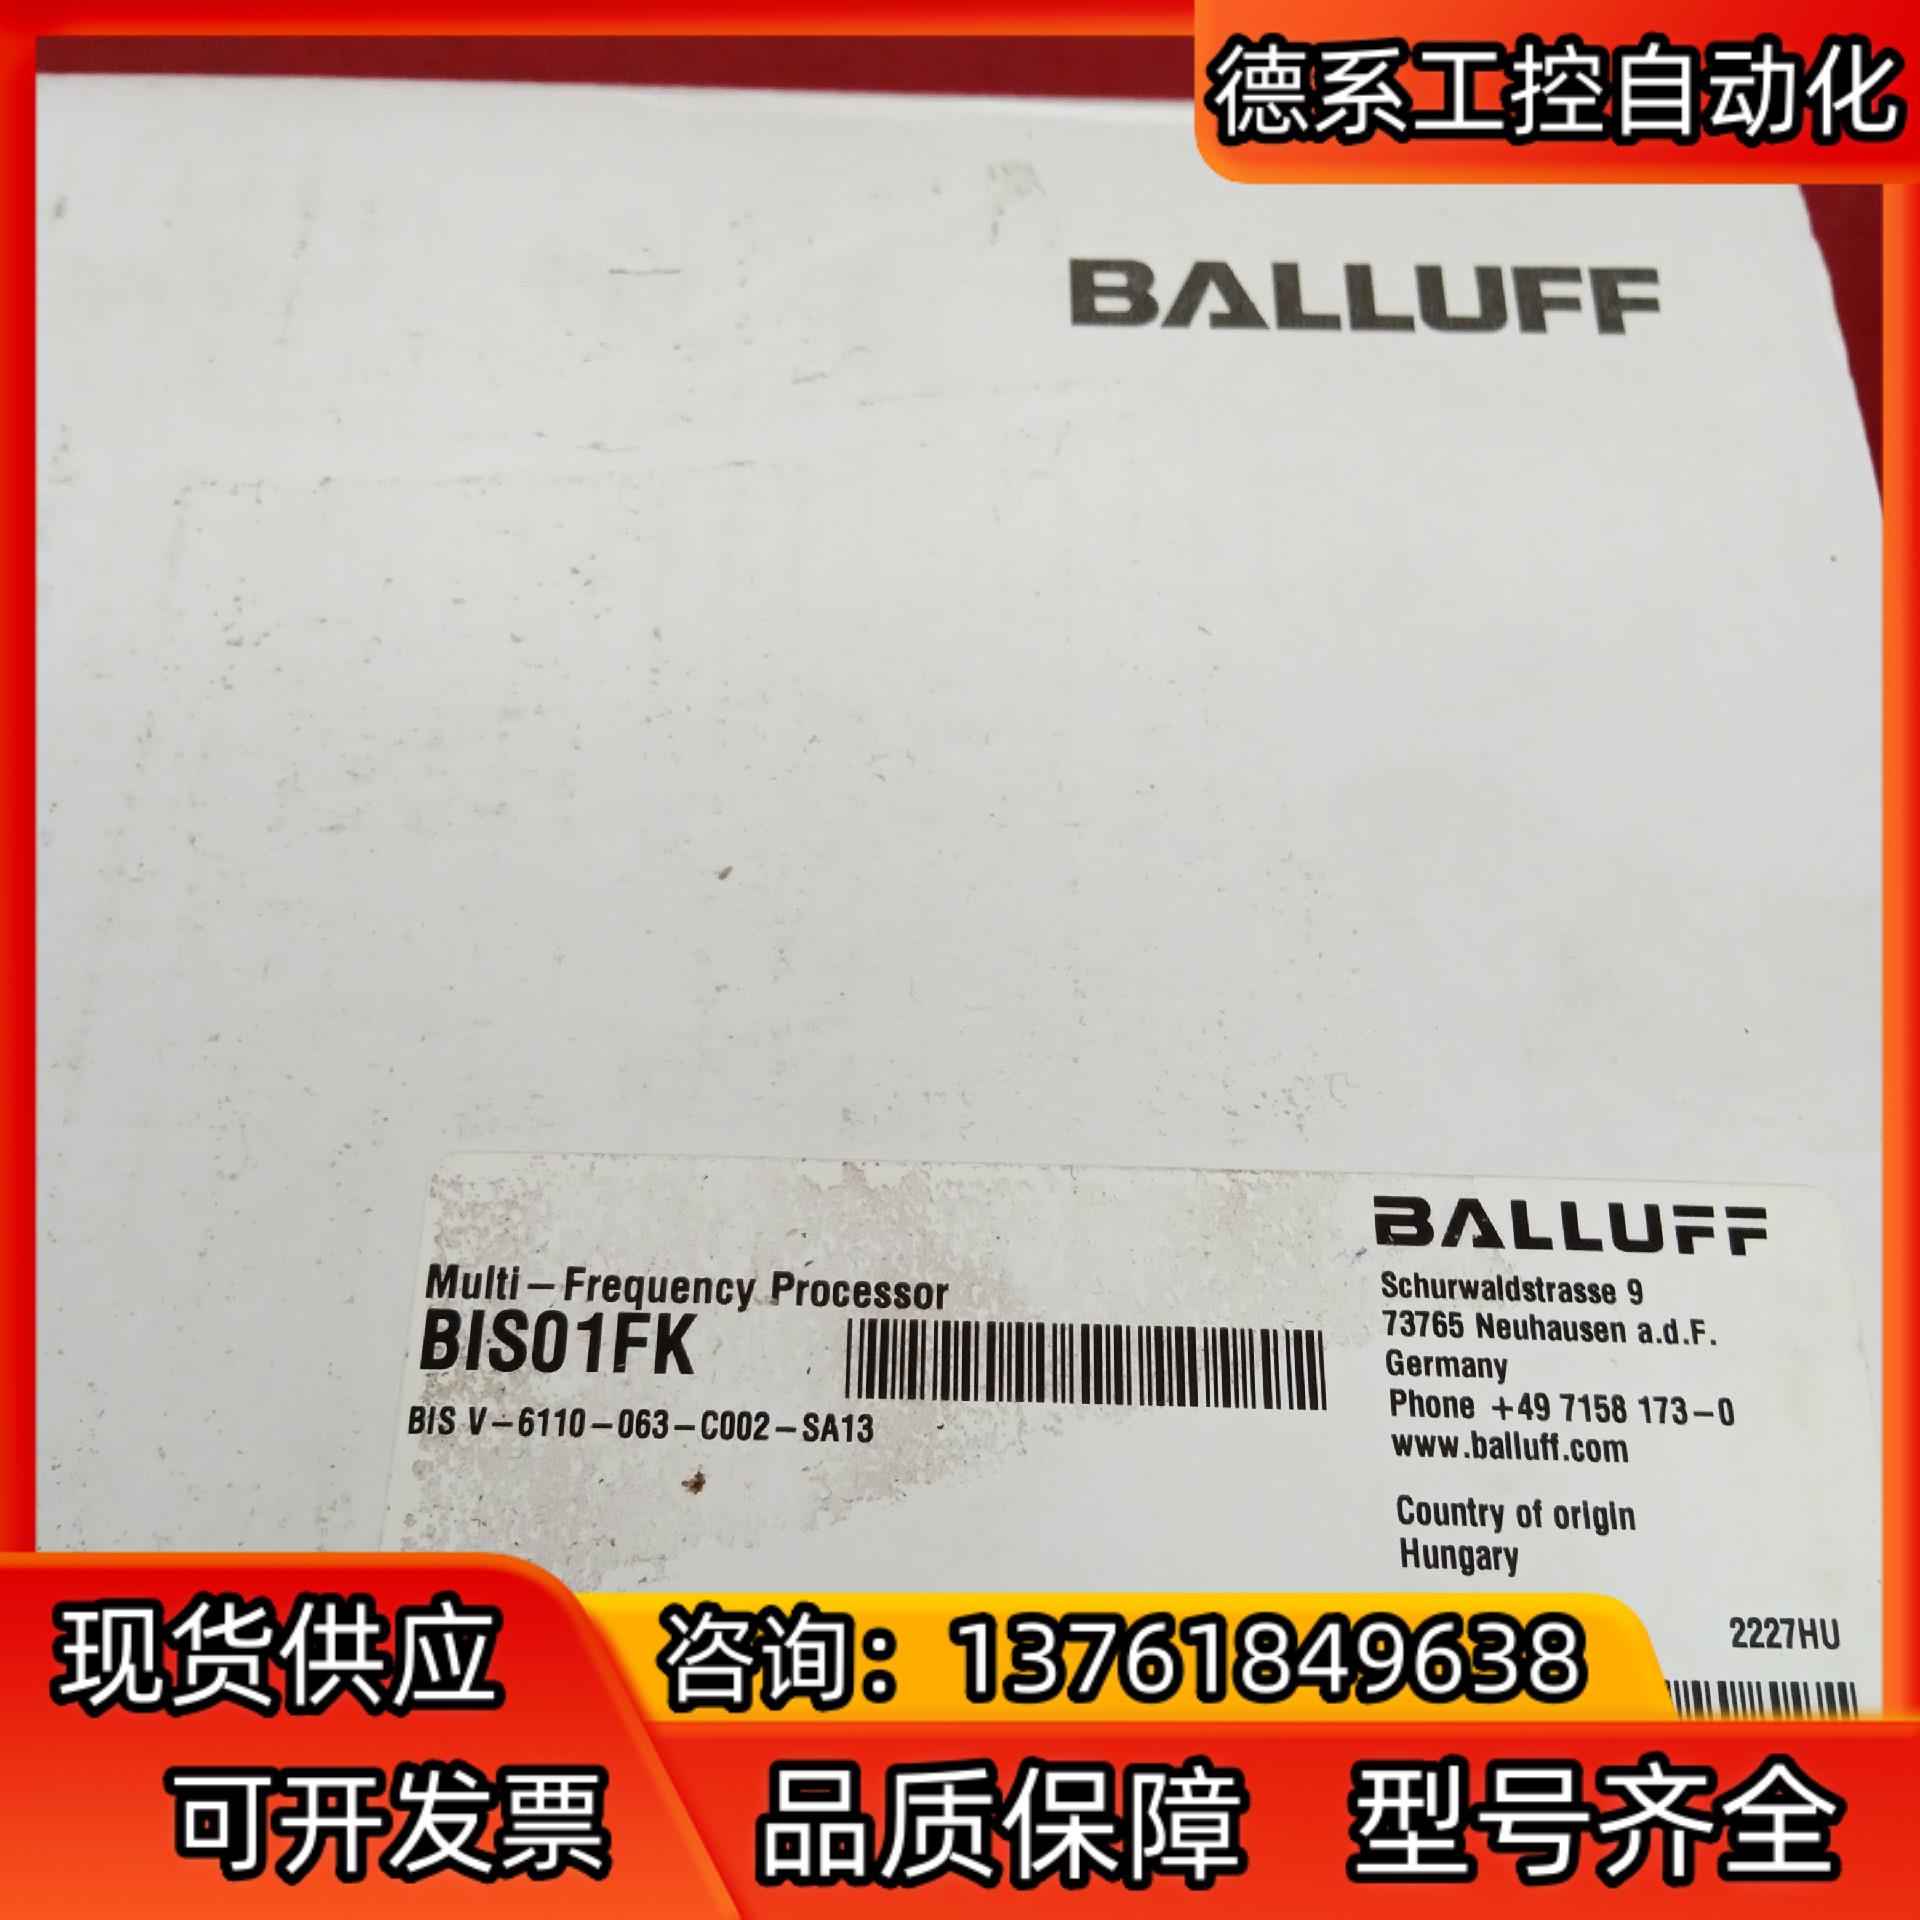 德系工控自动化
BALLUFF
BALLUFF
Multi-Frequency Processor
BIS01FK
BIS V-6110-063-C002-SA13
Schurwaldstrasse 9
73765 Neuhausen a.d.F.
Germany
Phone +49 7158 173-0
www.balluff.com
Country of origin
Hungary
2227HU
现货供应
咨询：13761849638
可开发票
品质保障
型号齐全